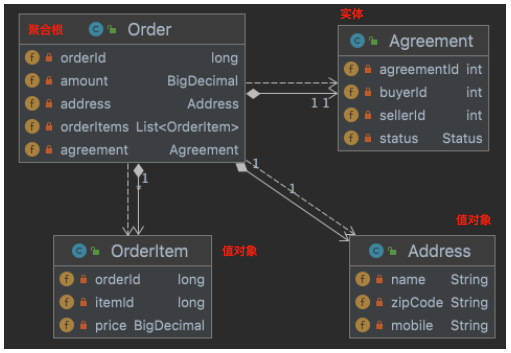 聚合根
Order
orderId long
amount BigDecimal
address Address
orderItems List<OrderItem>
agreement Agreement
实体
Agreement
agreementId int
buyerId int
sellerId int
status Status
1 1
1
*
1
1
OrderItem
orderId long
itemId long
price BigDecimal
值对象
值对象
Address
name String
zipCode String
mobile String